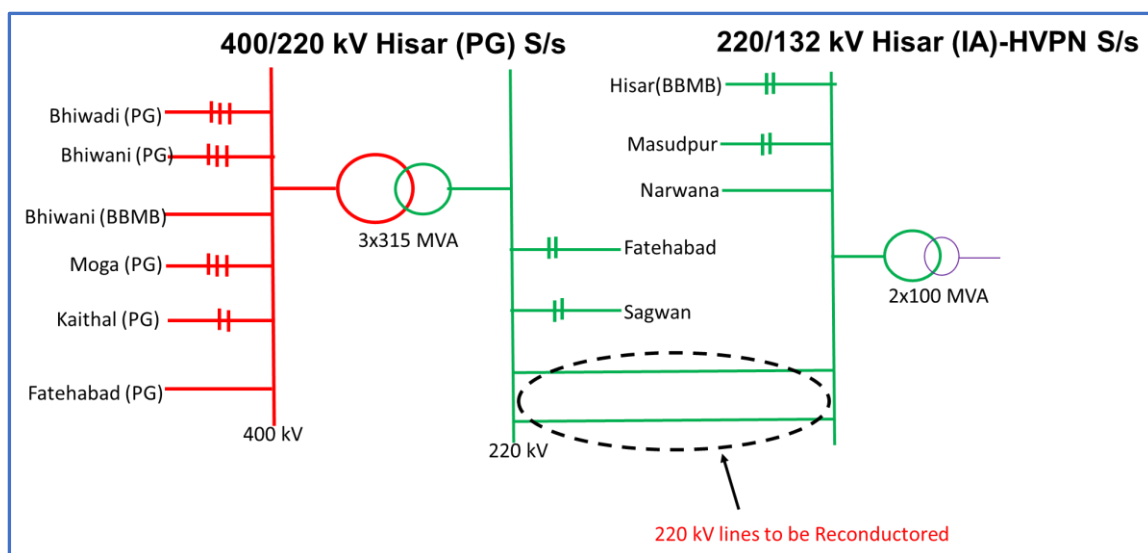 400/220 kV Hisar (PG) S/s
220/132 kV Hisar (IA)-HVPN S/s
Bhiwadi (PG)
Bhiwani (PG)
Bhiwani (BBMB)
Moga (PG)
Kaithal (PG)
Fatehabad (PG)
400 kV
3x315 MVA
Fatehabad
Sagwan
220 kV
Hisar(BBMB)
Masudpur
Narwana
2x100 MVA
220 kV lines to be Reconductored